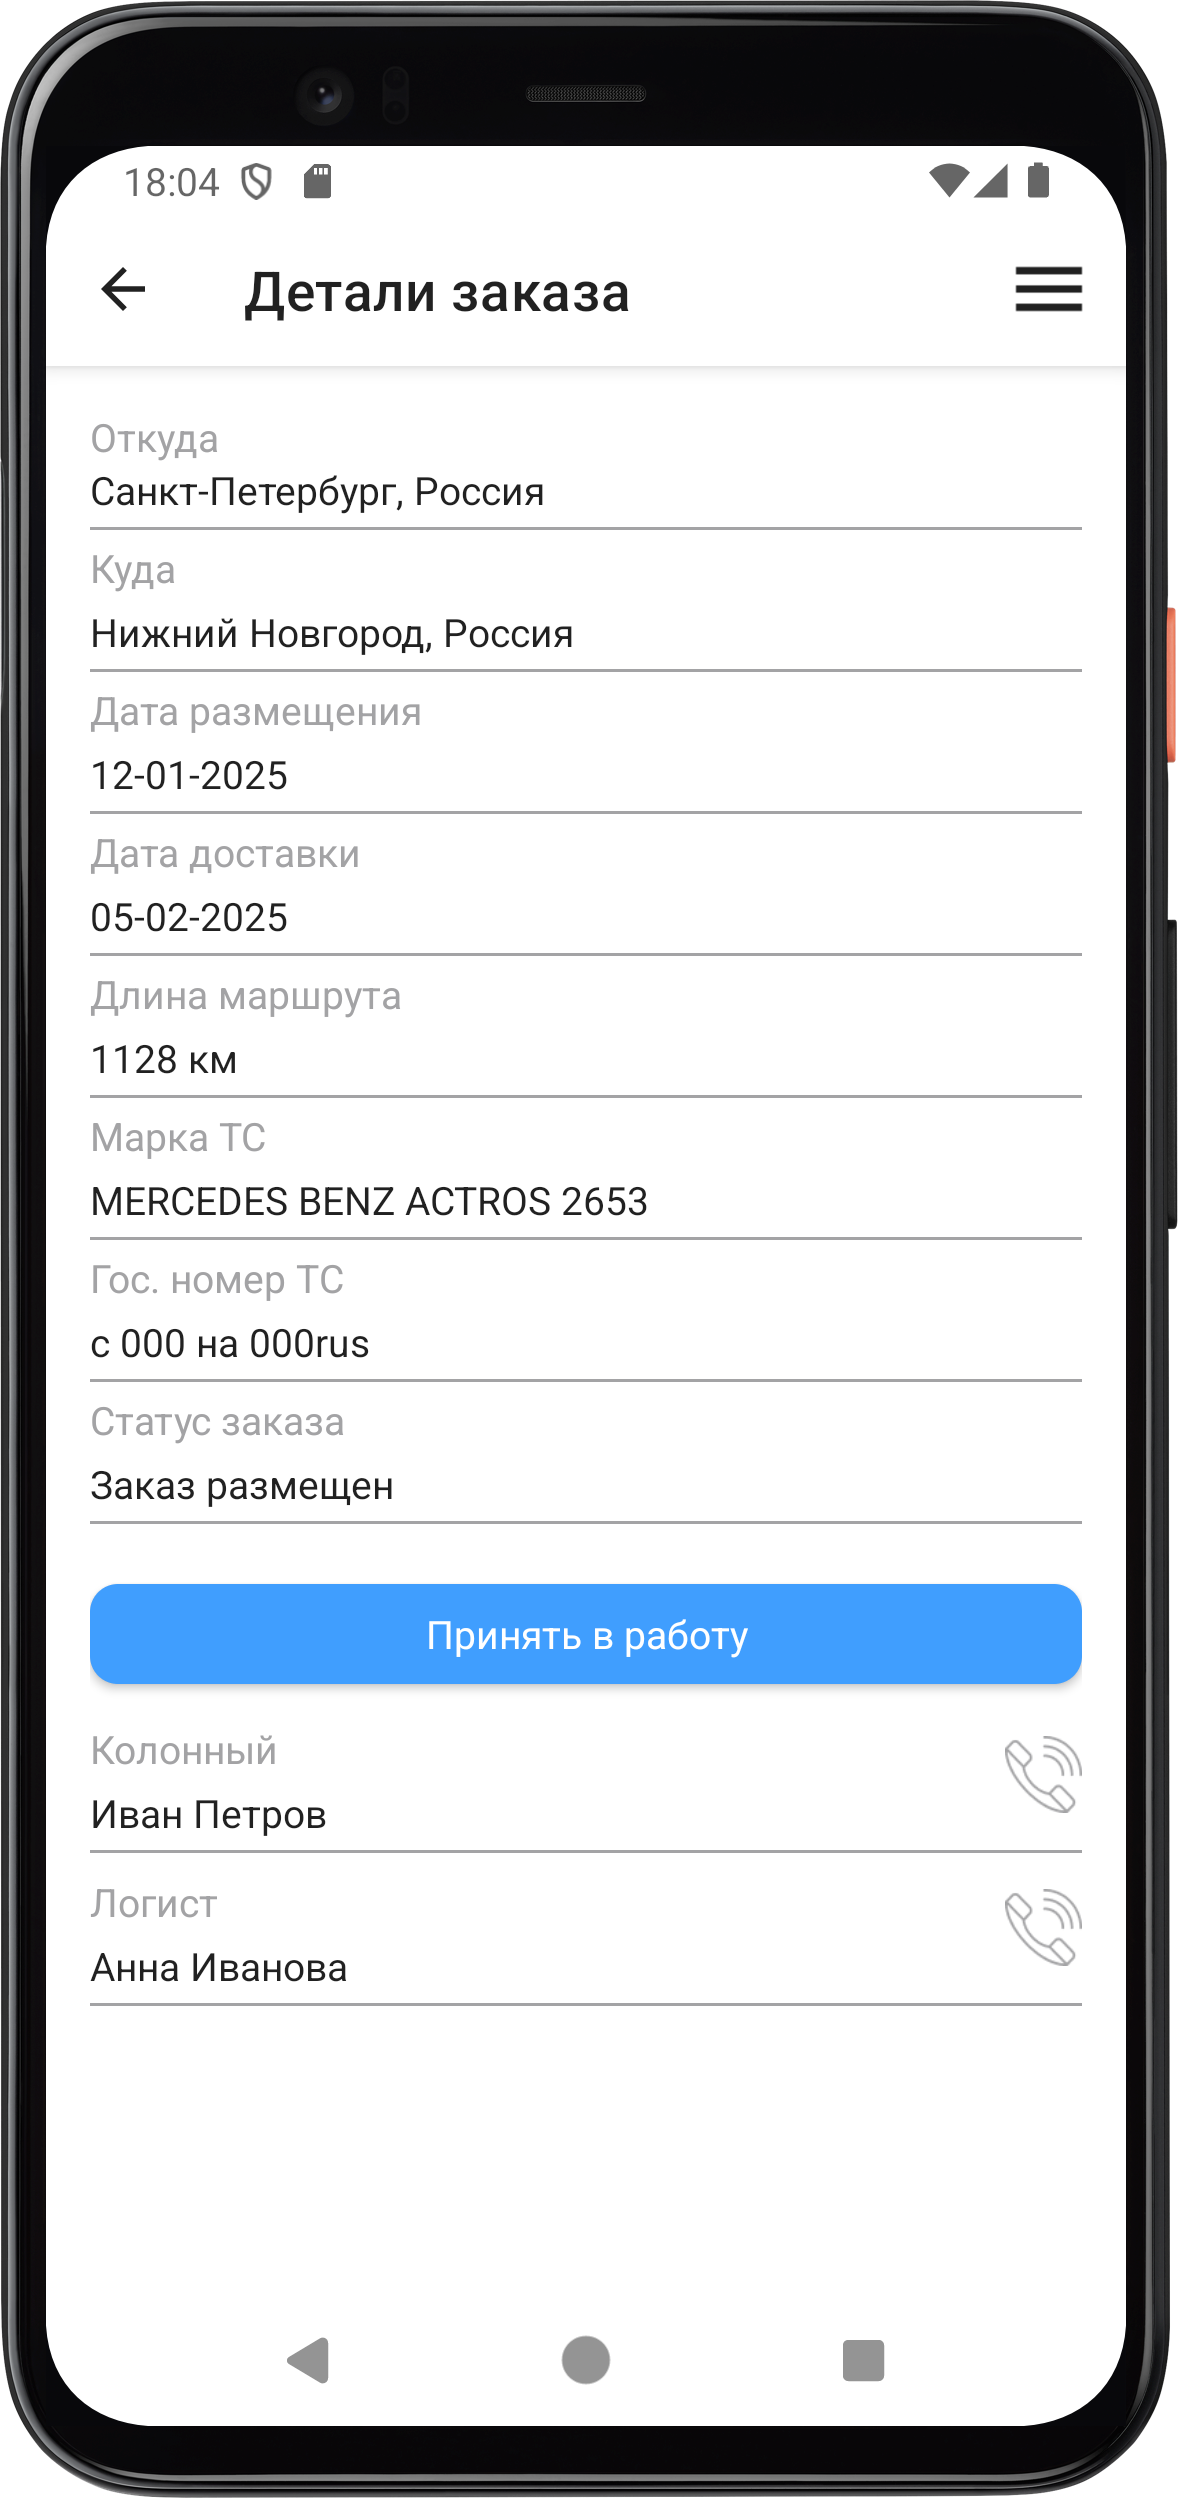 18:04
Детали заказа
Откуда
Санкт-Петербург, Россия
Куда
Нижний Новгород, Россия
Дата размещения
12-01-2025
Дата доставки
05-02-2025
Длина маршрута
1128 км
Марка ТС
MERCEDES BENZ ACTROS 2653
Гос. номер ТС
с 000 на 000rus
Статус заказа
Заказ размещен
Принять в работу
Колонный
Иван Петров
Логист
Анна Иванова